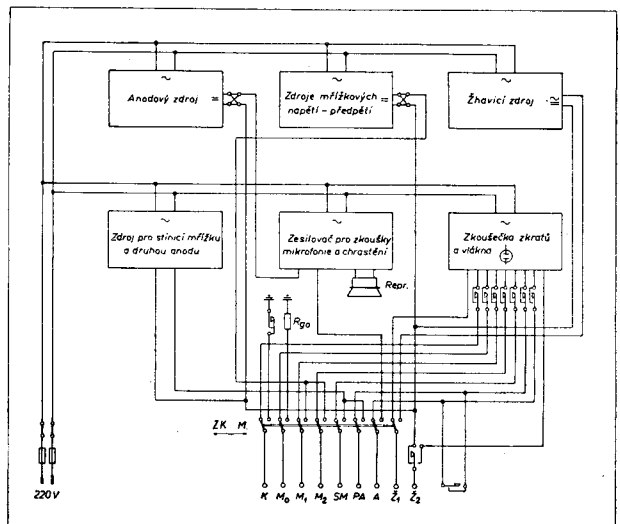 ~
Anodový zdroj
=
~
Zdroje mřížkových
napětí – předpětí
=
~
Žhavicí zdroj
≂
~
Zdroj pro stínicí mřížku
a druhou anodu
~
Zesilovač pro zkoušky
mikrofonie a chrastění
~
Zkoušečka zkratů
a vlákna
Repr.
Rg0
ZK M
220V
K M0 M1 M2 SM PA A Ž1 Ž2